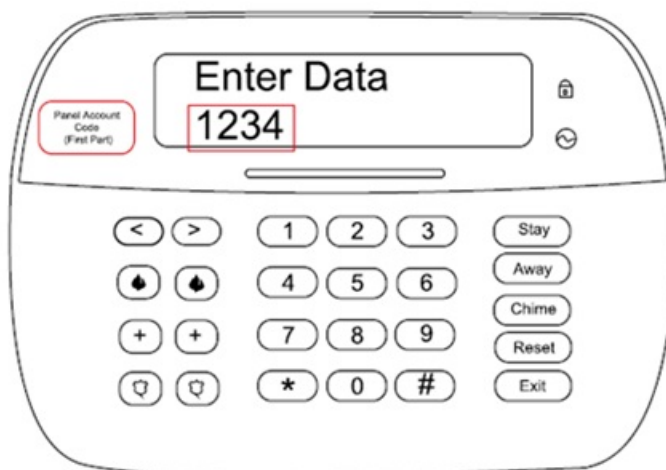 Enter Data
1234
Panel Account
Code
(First Part)
< >
1 2 3
Stay
4 5 6
Away
+ +
7 8 9
Chime
Reset
* 0 #
Exit